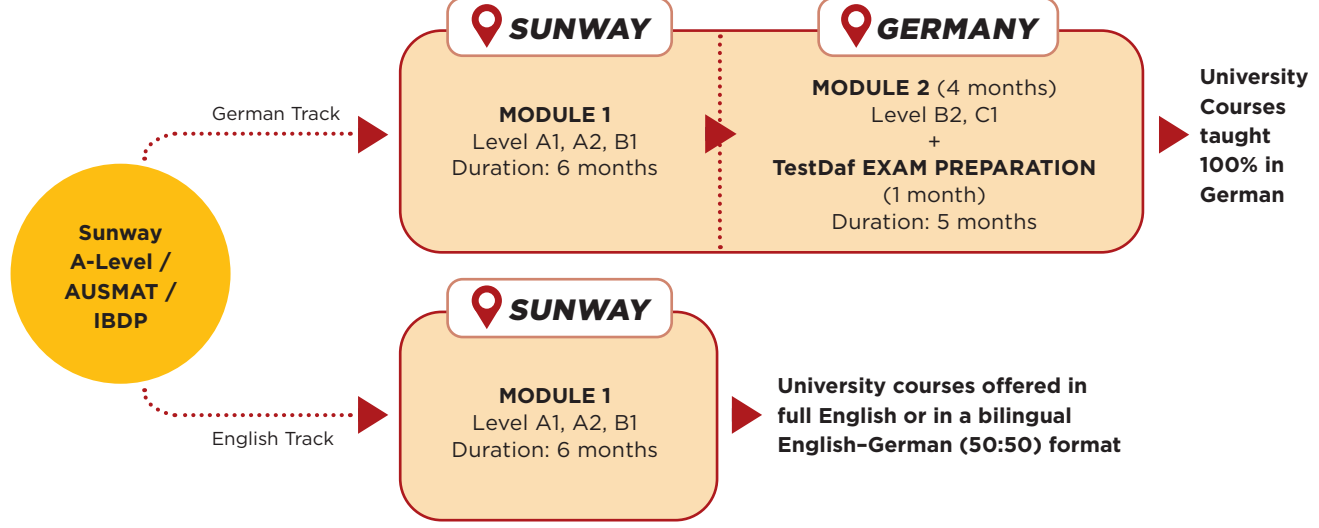 Sunway
A-Level /
AUSMAT /
IBDP
German Track
SUNWAY
MODULE 1
Level A1, A2, B1
Duration: 6 months
GERMANY
MODULE 2 (4 months)
Level B2, C1
+
TestDaf EXAM PREPARATION
(1 month)
Duration: 5 months
University
Courses
taught
100% in
German
English Track
SUNWAY
MODULE 1
Level A1, A2, B1
Duration: 6 months
University courses offered in
full English or in a bilingual
English–German (50:50) format